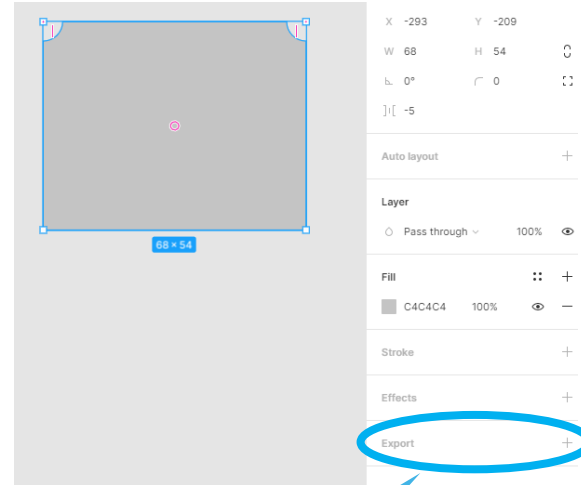 X -293 Y -209
W 68 H 54
0° 0
-5
Auto layout
Layer
Pass through 100%
68 × 54
Fill
C4C4C4 100%
Stroke
Effects
Export